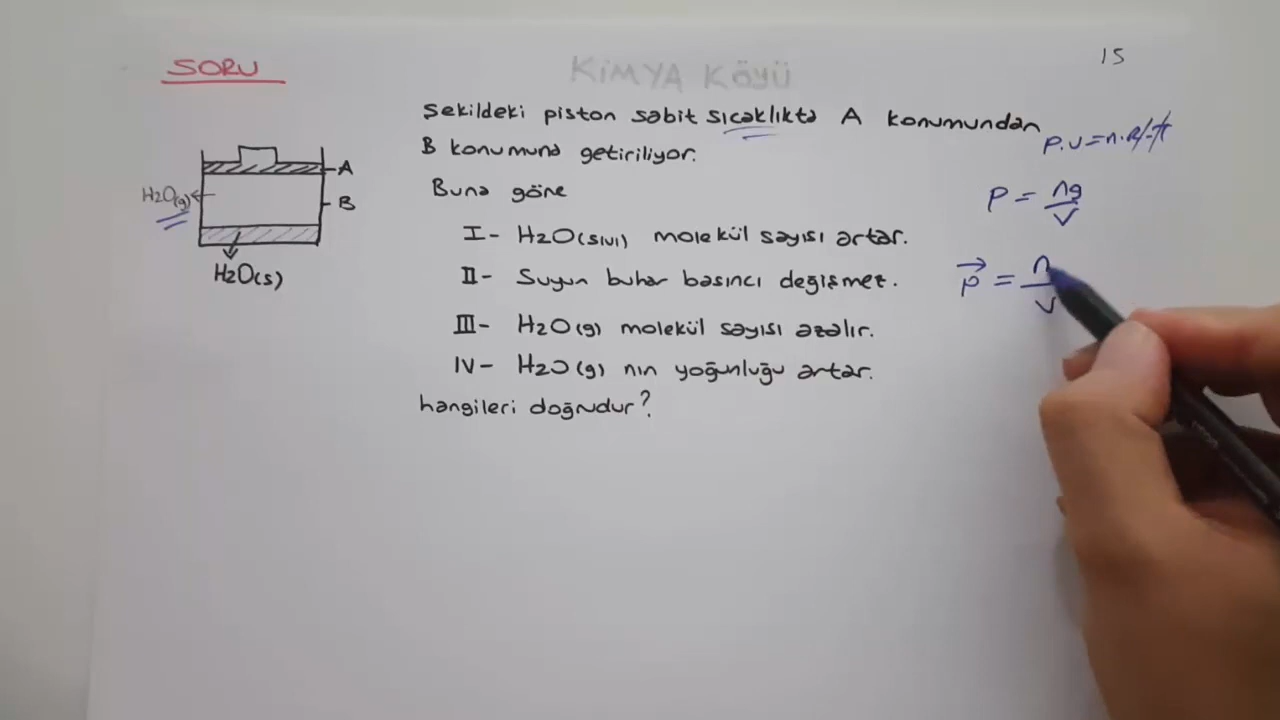 SORU
KİMYA KÖYÜ
15
Şekildeki piston sabit sıcaklıkta A konumundan
B konumuna getiriliyor.
P.V=n.R.T
Buna göre
P = ng/V
I- H2O(sıvı) molekül sayısı artar.
II- Suyun buhar basıncı değişmez.
P = n/V
III- H2O(g) molekül sayısı azalır.
IV- H2O(g) nın yoğunluğu artar.
hangileri doğrudur?
A
H2O(g)
B
H2O(s)